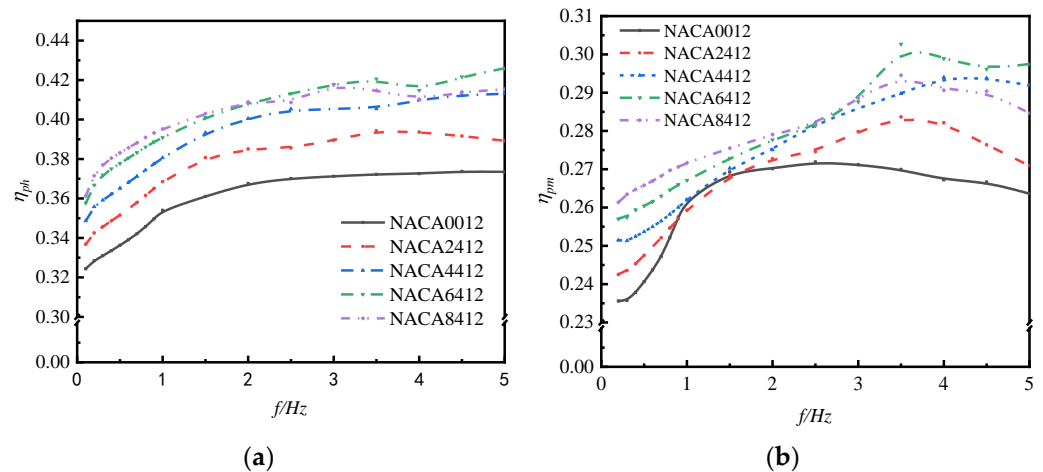 0.44
0.42
0.40
0.38
0.36
0.34
0.32
0.30
0.00
η_ph
0 1 2 3 4 5
f/Hz
NACA0012
NACA2412
NACA4412
NACA6412
NACA8412
(a)
0.31
0.30
0.29
0.28
0.27
0.26
0.25
0.24
0.23
0.00
η_pm
0 1 2 3 4 5
f/Hz
NACA0012
NACA2412
NACA4412
NACA6412
NACA8412
(b)